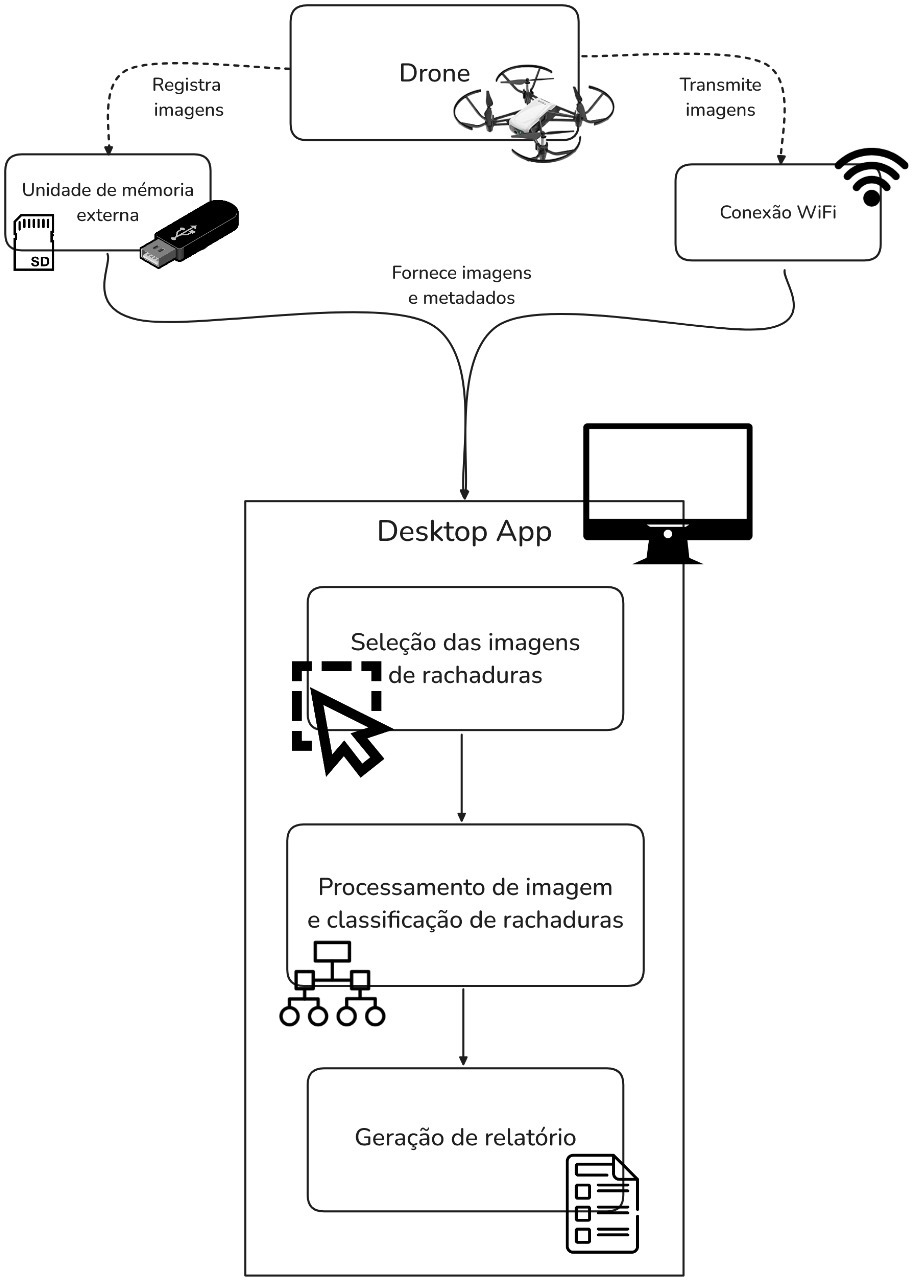 Drone
Registra
imagens
Transmite
imagens
Unidade de mémoria
externa
SD
Conexão WiFi
Fornece imagens
e metadados
Desktop App
Seleção das imagens
de rachaduras
Processamento de imagem
e classificação de rachaduras
Geração de relatório